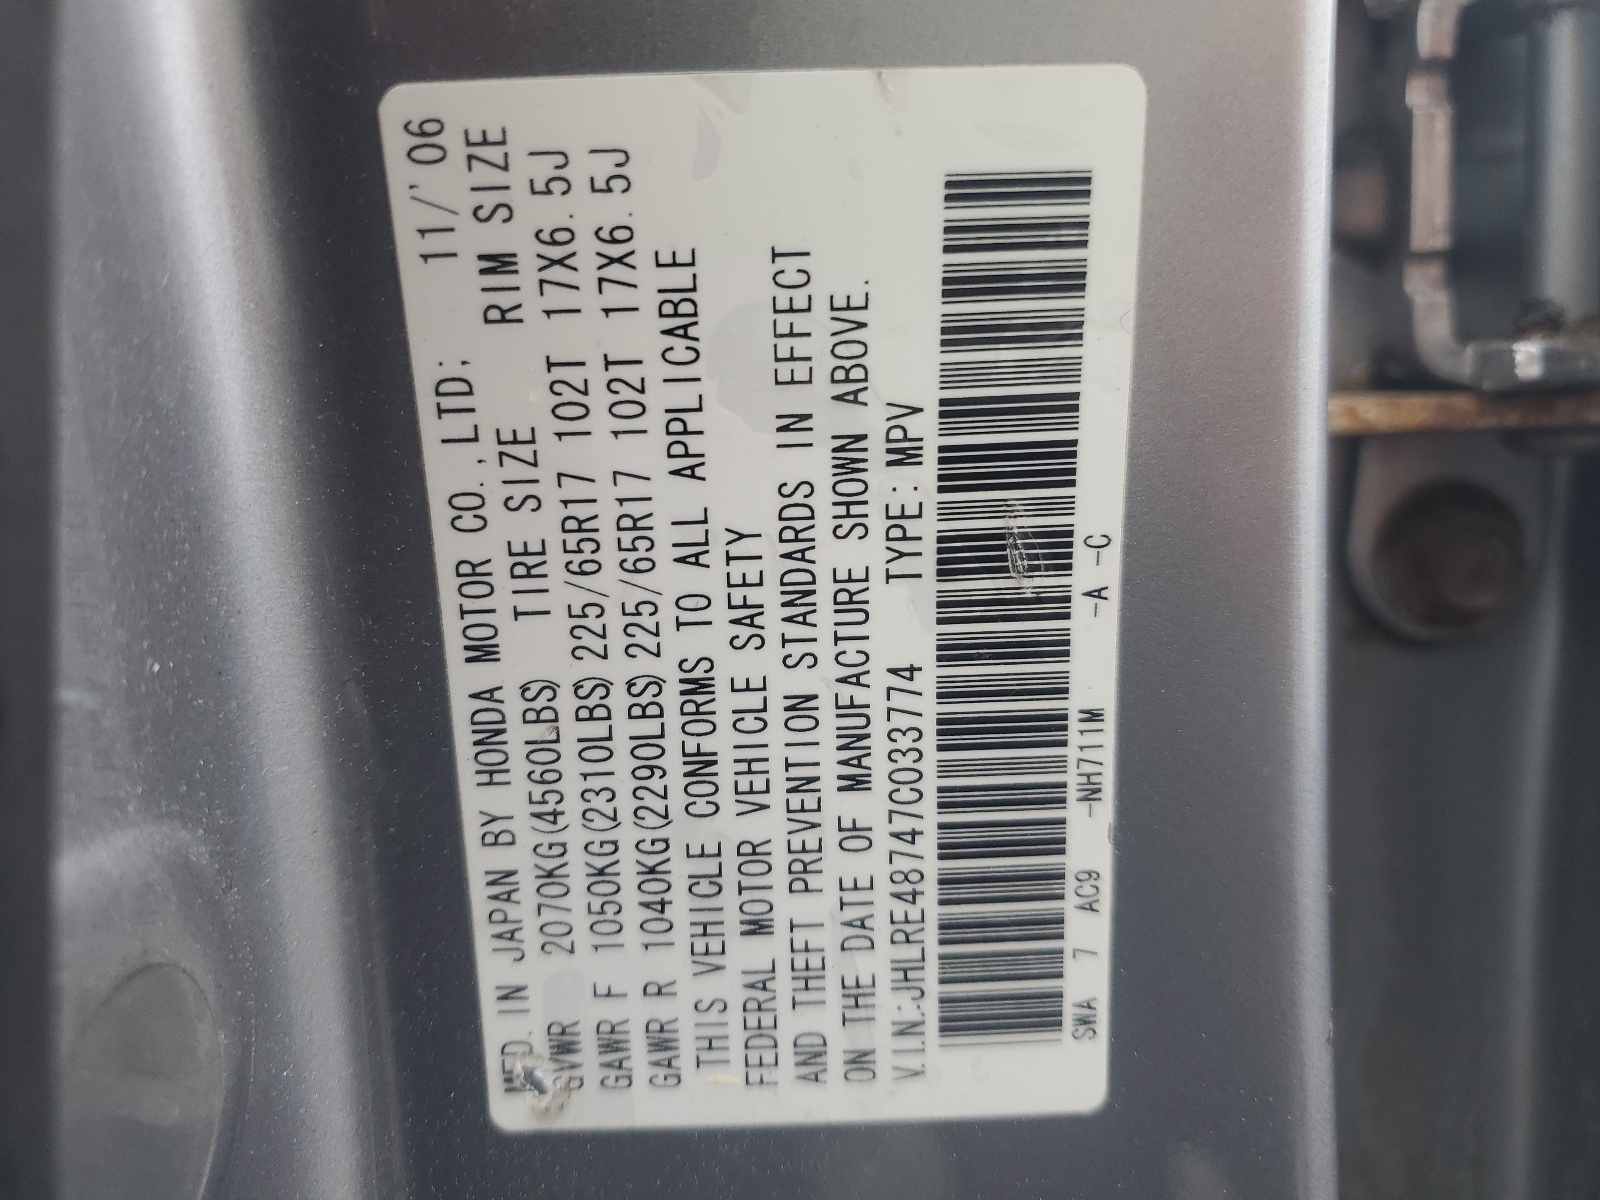 MFD. IN JAPAN BY HONDA MOTOR CO.,LTD; 11/'06
GVWR 2070KG(4560LBS) TIRE SIZE RIM SIZE
GAWR F 1050KG(2310LBS) 225/65R17 102T 17X6.5J
GAWR R 1040KG(2290LBS) 225/65R17 102T 17X6.5J
THIS VEHICLE CONFORMS TO ALL APPLICABLE
FEDERAL MOTOR VEHICLE SAFETY
AND THEFT PREVENTION STANDARDS IN EFFECT
ON THE DATE OF MANUFACTURE SHOWN ABOVE.
V.I.N.:JHLRE48747C033774 TYPE:MPV
SWA 7 AC9 -NH711M -A -C